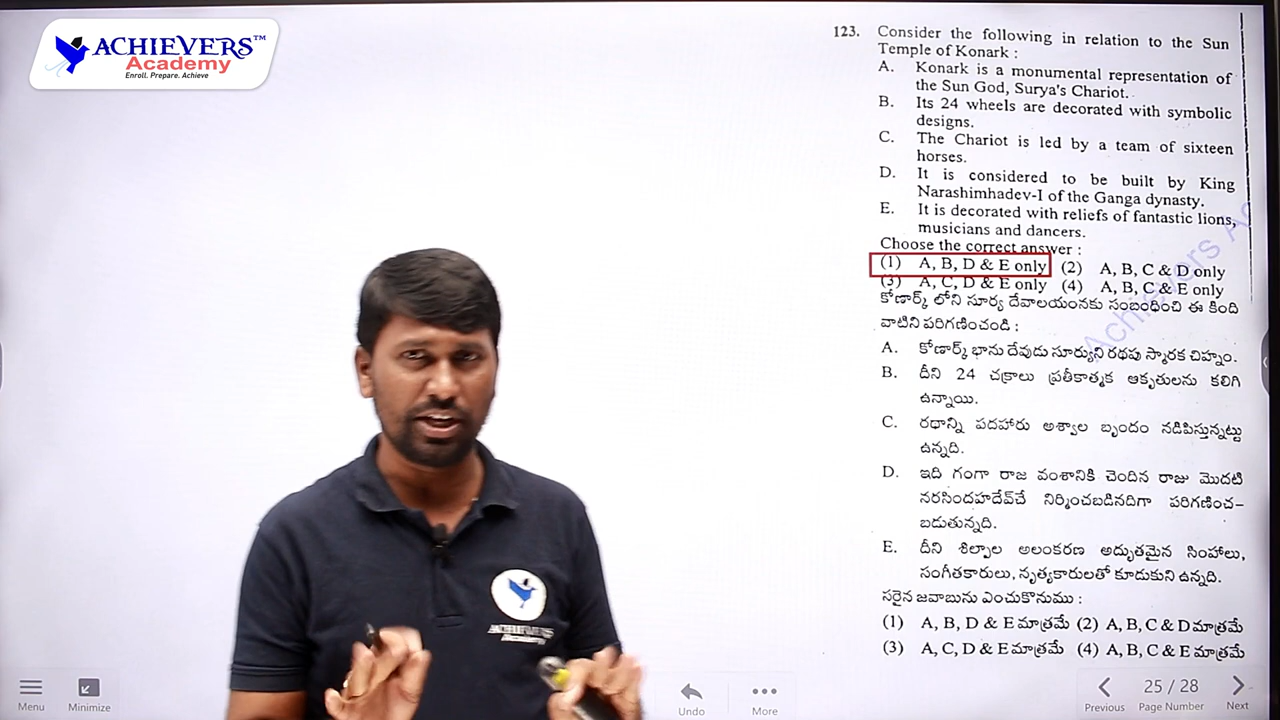 ACHIEVERS™
Academy
Enroll. Prepare. Achieve
123. Consider the following in relation to the Sun
Temple of Konark :
A. Konark is a monumental representation of
the Sun God, Surya's Chariot.
B. Its 24 wheels are decorated with symbolic
designs.
C. The Chariot is led by a team of sixteen
horses.
D. It is considered to be built by King
Narashimhadev-I of the Ganga dynasty.
E. It is decorated with reliefs of fantastic lions,
musicians and dancers.
Choose the correct answer :
(1) A, B, D & E only (2) A, B, C & D only
(3) A, C, D & E only (4) A, B, C & E only
కోణార్క్ లోని సూర్య దేవాలయంనకు సంబంధించి ఈ కింది
వాటిని పరిగణించండి :
A. కోణార్క్ భాను దేవుడు సూర్యుని రథపు స్మారక చిహ్నం.
B. దీని 24 చక్రాలు ప్రతీకాత్మక ఆకృతులను కలిగి
ఉన్నాయి.
C. రథాన్ని పదహారు అశ్వాల బృందం నడిపిస్తున్నట్టు
ఉన్నది.
D. ఇది గంగా రాజ వంశానికి చెందిన రాజు మొదటి
నరసిందహదేవ్‌చే నిర్మించబడినదిగా పరిగణించ-
బడుతున్నది.
E. దీని శిల్పాల అలంకరణ అద్భుతమైన సింహాలు,
సంగీతకారులు, నృత్యకారులతో కూడుకుని ఉన్నది.
సరైన జవాబును ఎంచుకొనుము :
(1) A, B, D & E మాత్రమే (2) A, B, C & D మాత్రమే
(3) A, C, D & E మాత్రమే (4) A, B, C & E మాత్రమే
ACHIEVERS
Academy
Menu
Minimize
Undo
More
Previous
25 / 28
Page Number
Next